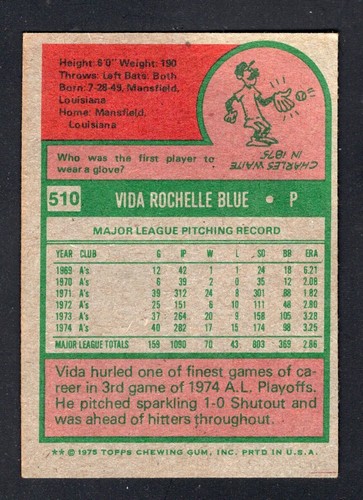 Height: 6'0" Weight: 190
Throws: Left Bats: Both
Born: 7-28-49, Mansfield,
Louisiana
Home: Mansfield,
Louisiana
CHARLES WAITE
IN 1875
Who was the first player to
wear a glove?
510 VIDA ROCHELLE BLUE • P
MAJOR LEAGUE PITCHING RECORD
YEAR CLUB G IP W L SO BB ERA
1969 A's 12 42 1 1 24 18 6.21
1970 A's 6 39 2 0 35 12 2.08
1971 A's 39 312 24 8 301 88 1.82
1972 A's 25 151 6 10 111 48 2.80
1973 A's 37 264 20 9 158 105 3.28
1974 A's 40 282 17 15 174 98 3.25
MAJOR LEAGUE TOTALS 159 1090 70 43 803 369 2.66
Vida hurled one of finest games of ca-
reer in 3rd game of 1974 A.L. Playoffs.
He pitched sparkling 1-0 Shutout and
was ahead of hitters throughout.
** © 1975 TOPPS CHEWING GUM, INC. PRTD. IN U.S.A.